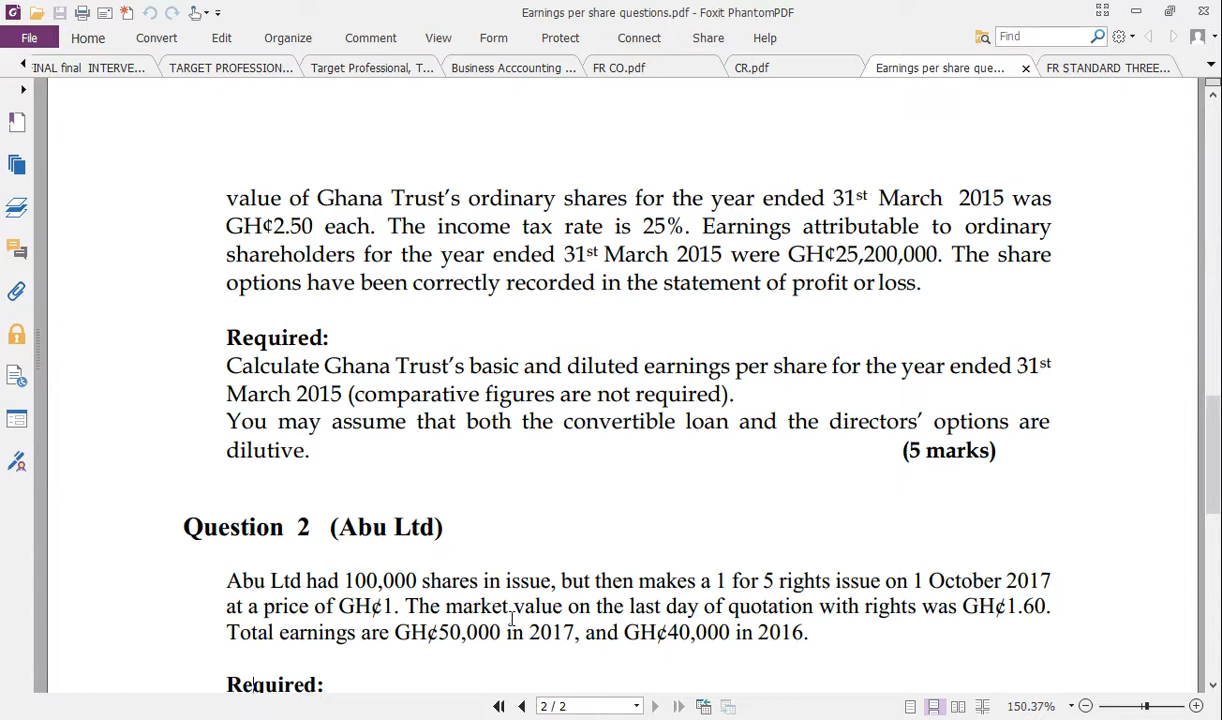 Earnings per share questions.pdf - Foxit PhantomPDF
File Home Convert Edit Organize Comment View Form Protect Connect Share Help Find
INAL final INTERVE... TARGET PROFESSION... Target Professional, T... Business Acccounting ... FR CO.pdf CR.pdf Earnings per share que... FR STANDARD THREE...
value of Ghana Trust’s ordinary shares for the year ended 31st March 2015 was
GH¢2.50 each. The income tax rate is 25%. Earnings attributable to ordinary
shareholders for the year ended 31st March 2015 were GH¢25,200,000. The share
options have been correctly recorded in the statement of profit or loss.
Required:
Calculate Ghana Trust’s basic and diluted earnings per share for the year ended 31st
March 2015 (comparative figures are not required).
You may assume that both the convertible loan and the directors’ options are
dilutive. (5 marks)
Question 2 (Abu Ltd)
Abu Ltd had 100,000 shares in issue, but then makes a 1 for 5 rights issue on 1 October 2017
at a price of GH¢1. The market value on the last day of quotation with rights was GH¢1.60.
Total earnings are GH¢50,000 in 2017, and GH¢40,000 in 2016.
Required:
2 / 2 150.37%